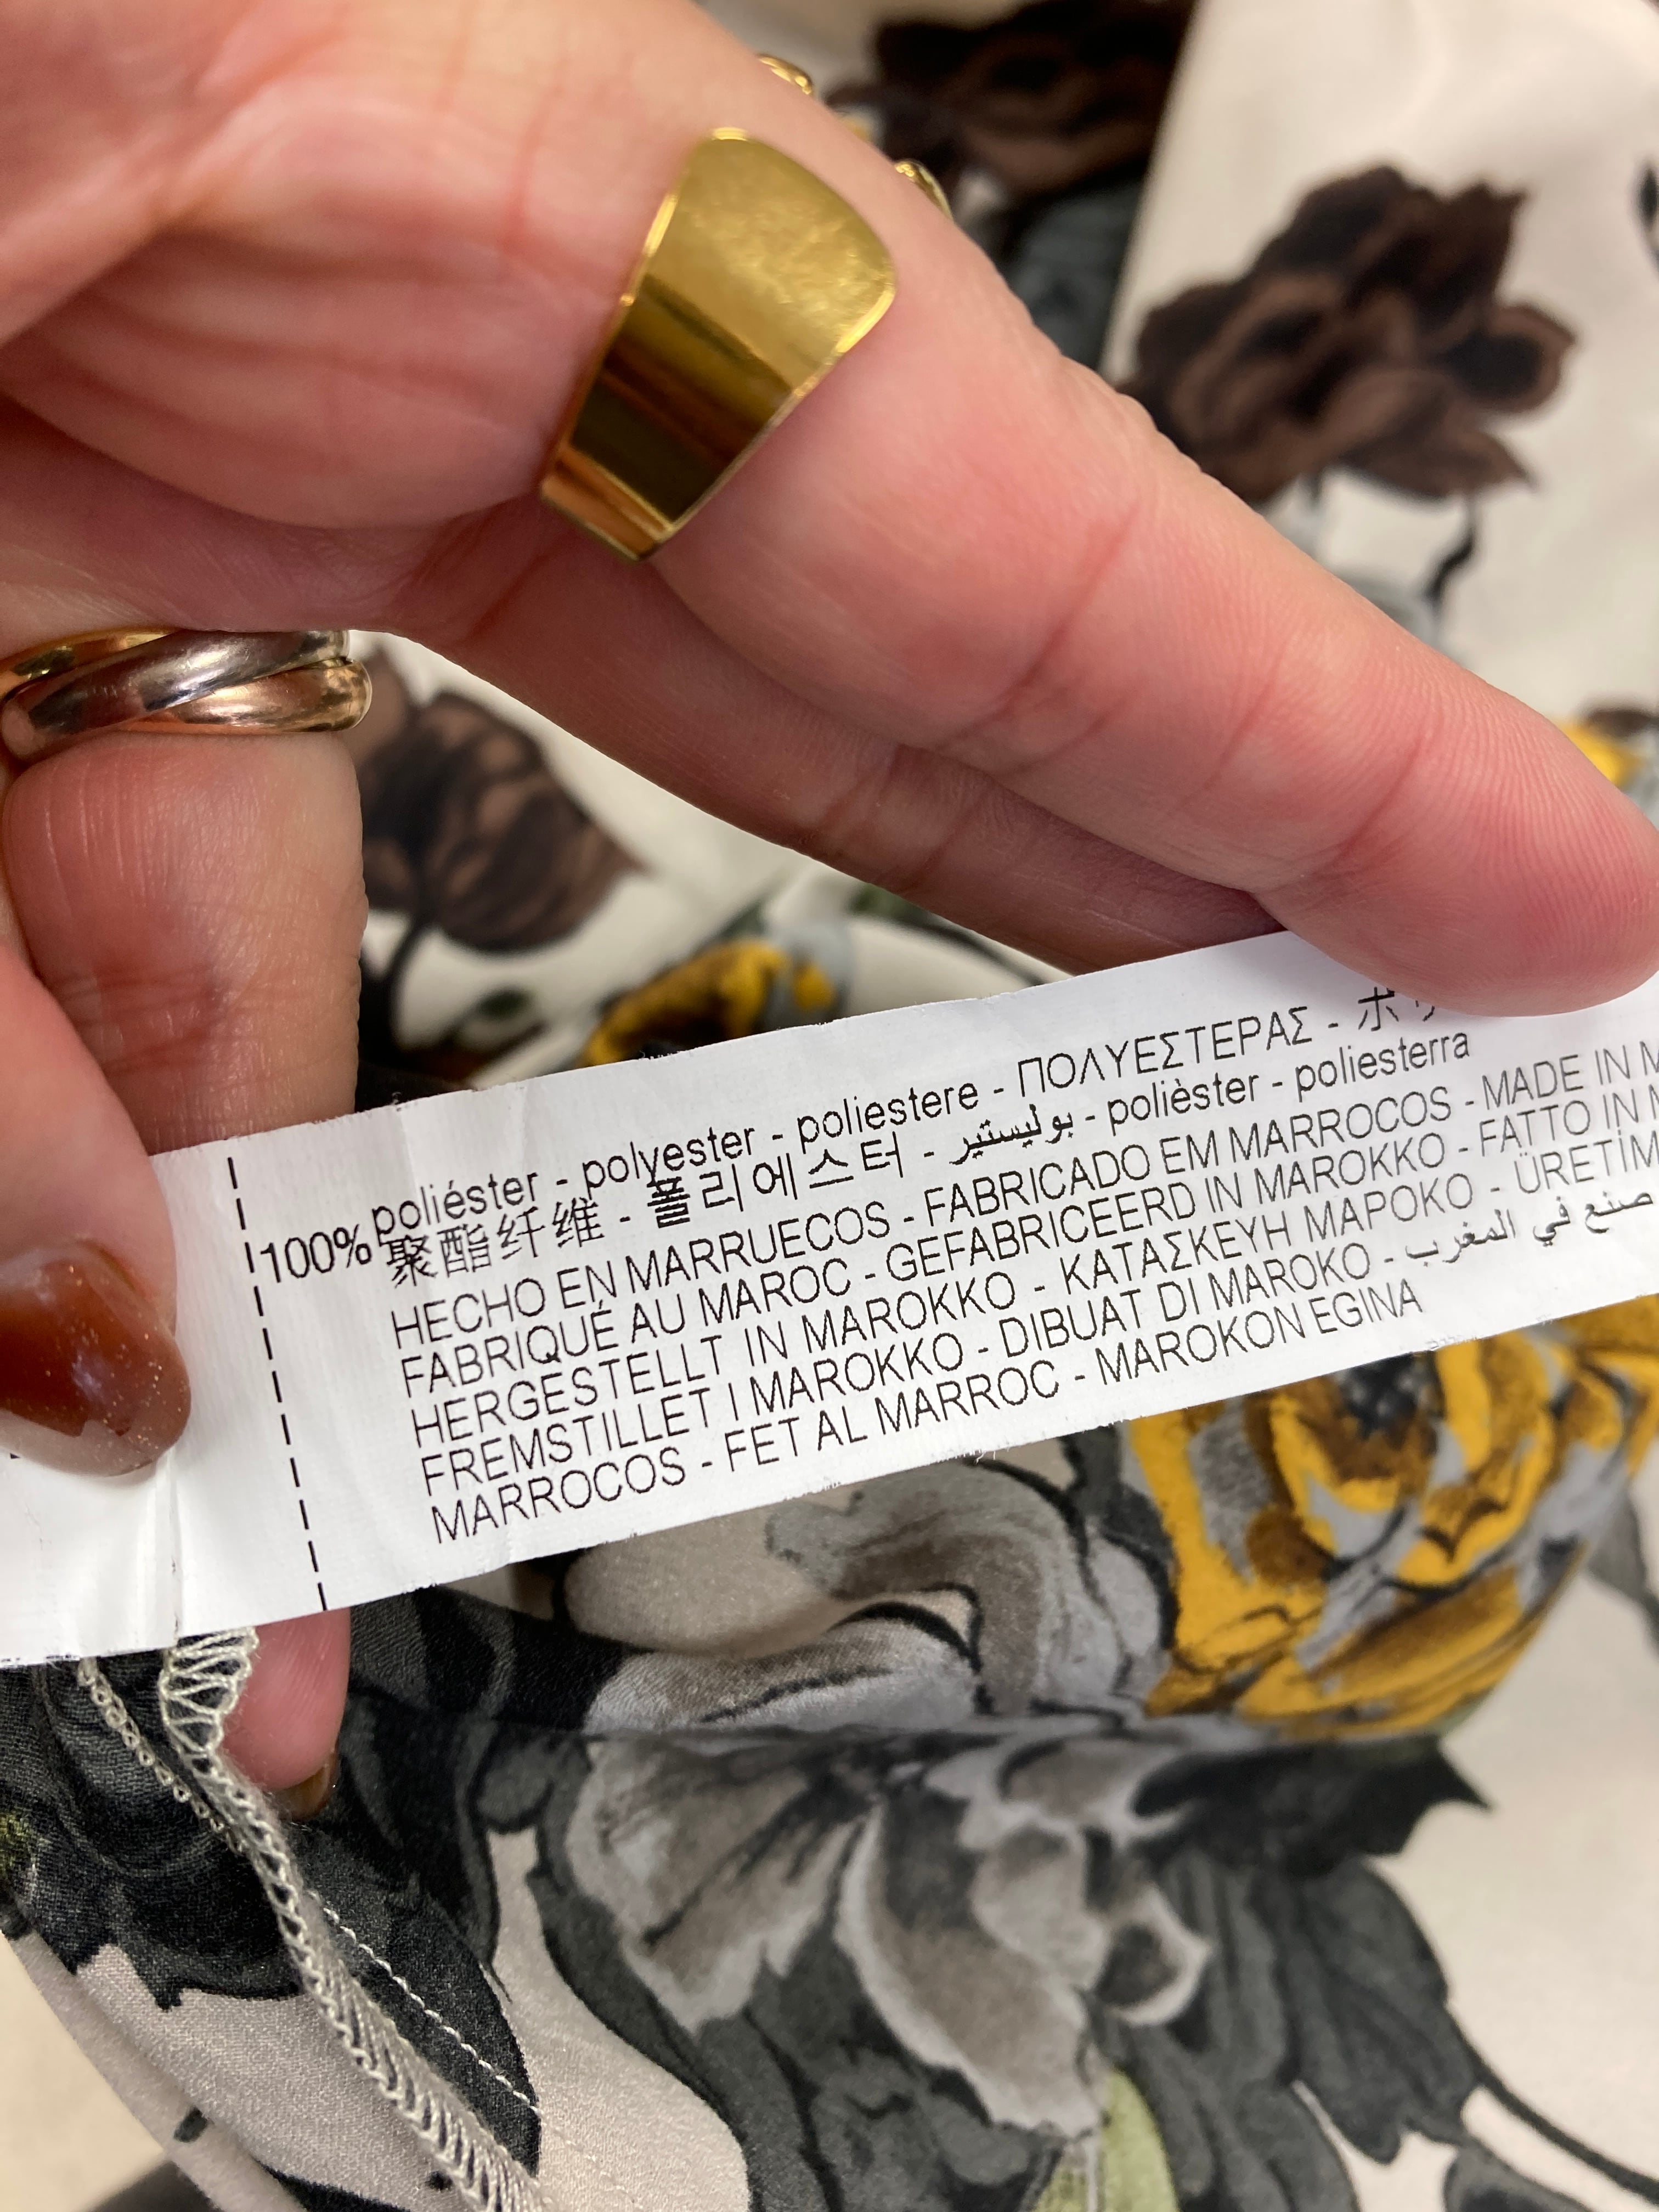 100% poliéster - polyester - poliestere - ΠΟΛΥΕΣΤΕΡΑΣ -
聚酯纤维 - 폴리에스터 - بوليستير - polièster - poliesterra
HECHO EN MARRUECOS - FABRICADO EM MARROCOS - MADE IN
FABRIQUÉ AU MAROC - GEFABRICEERD IN MAROKKO - FATTO IN
HERGESTELLT IN MAROKKO - ΚΑΤΑΣΚΕΥΗ ΜΑΡΟΚΟ -
FREMSTILLET I MAROKKO - DIBUAT DI MAROKO - صنع في المغرب
MARROCOS - FET AL MARROC - MAROKON EGINA